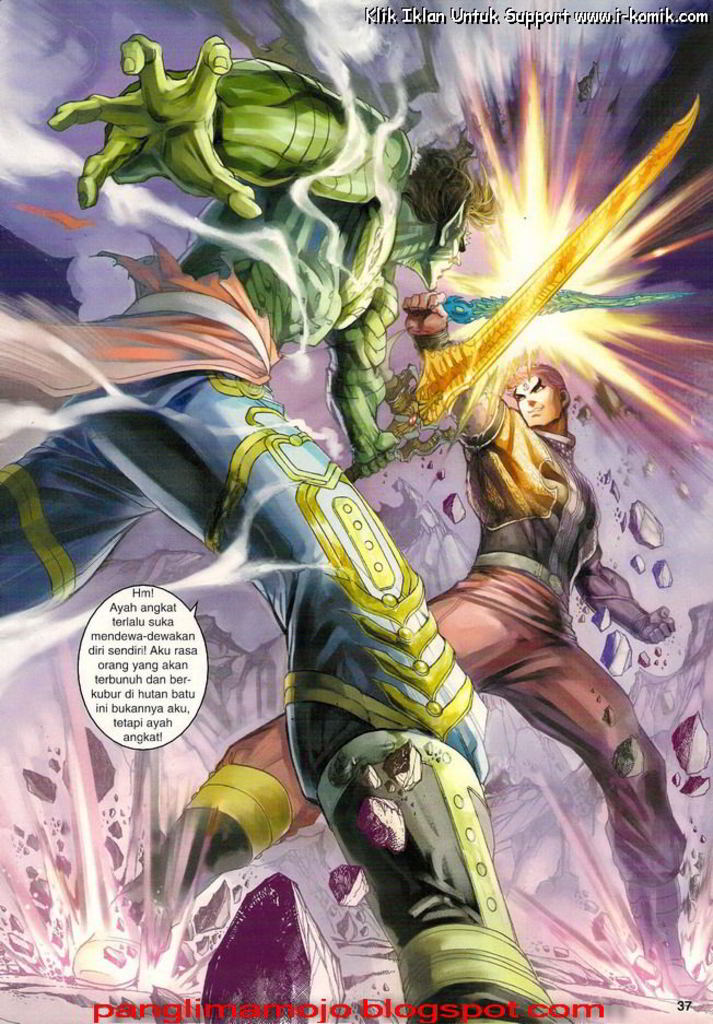 Klik Iklan Untuk Support www.i-komik.com
Hm!
Ayah angkat
terlalu suka
mendewa-dewakan
diri sendiri! Aku rasa
orang yang akan
terbunuh dan ber-
kubur di hutan batu
ini bukannya aku,
tetapi ayah
angkat!
37
panglimamojo.blogspot.com